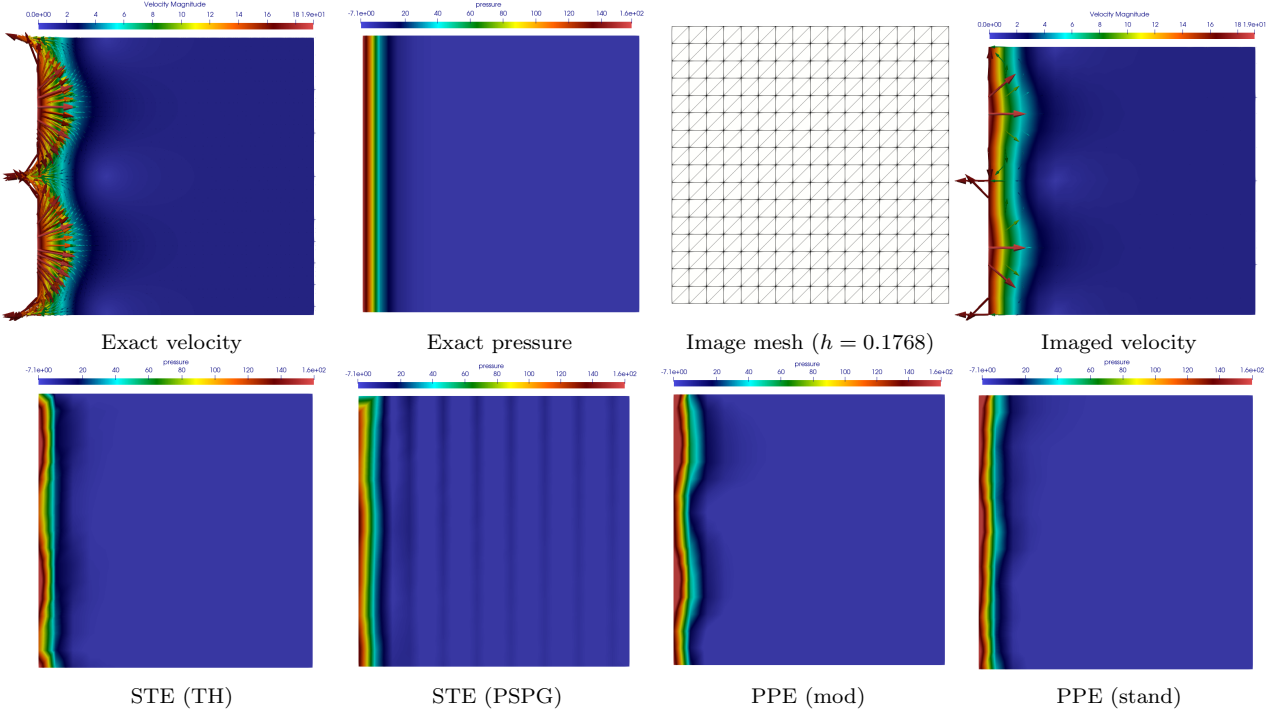 Velocity Magnitude
0.0e+00 2 4 6 8 10 12 14 16 18 1.9e+01
pressure
-7.1e+00 20 40 60 80 100 120 1.6e+02
Velocity Magnitude
0.0e+00 2 4 6 8 10 12 14 16 18 1.9e+01
Exact velocity
Exact pressure
Image mesh (h = 0.1768)
Imaged velocity
pressure
-7.1e+00 20 40 60 80 100 120 140 1.6e+02
pressure
-7.1e+00 20 40 60 80 100 120 140 1.6e+02
pressure
-7.1e+00 20 40 60 80 100 120 140 1.6e+02
pressure
-7.1e+00 20 40 60 80 100 120 140 1.6e+02
STE (TH)
STE (PSPG)
PPE (mod)
PPE (stand)